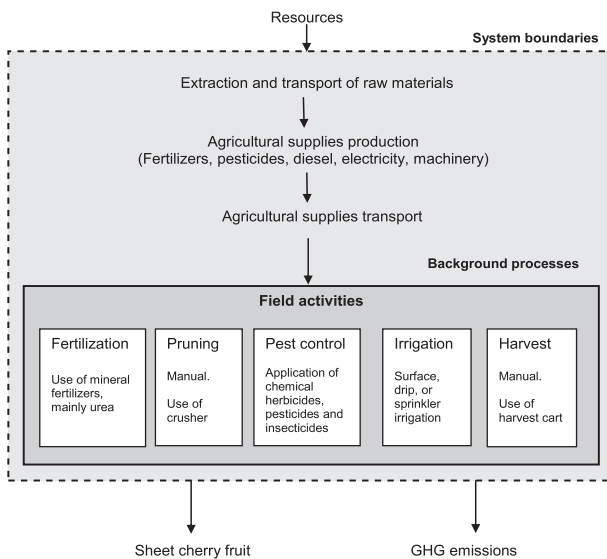 Resources
System boundaries
Extraction and transport of raw materials
Agricultural supplies production
(Fertilizers, pesticides, diesel, electricity, machinery)
Agricultural supplies transport
Background processes
Field activities
Fertilization
Use of mineral
fertilizers,
mainly urea
Pruning
Manual.
Use of
crusher
Pest control
Application of
chemical
herbicides,
pesticides and
insecticides
Irrigation
Surface,
drip, or
sprinkler
irrigation
Harvest
Manual.
Use of
harvest cart
Sheet cherry fruit
GHG emissions